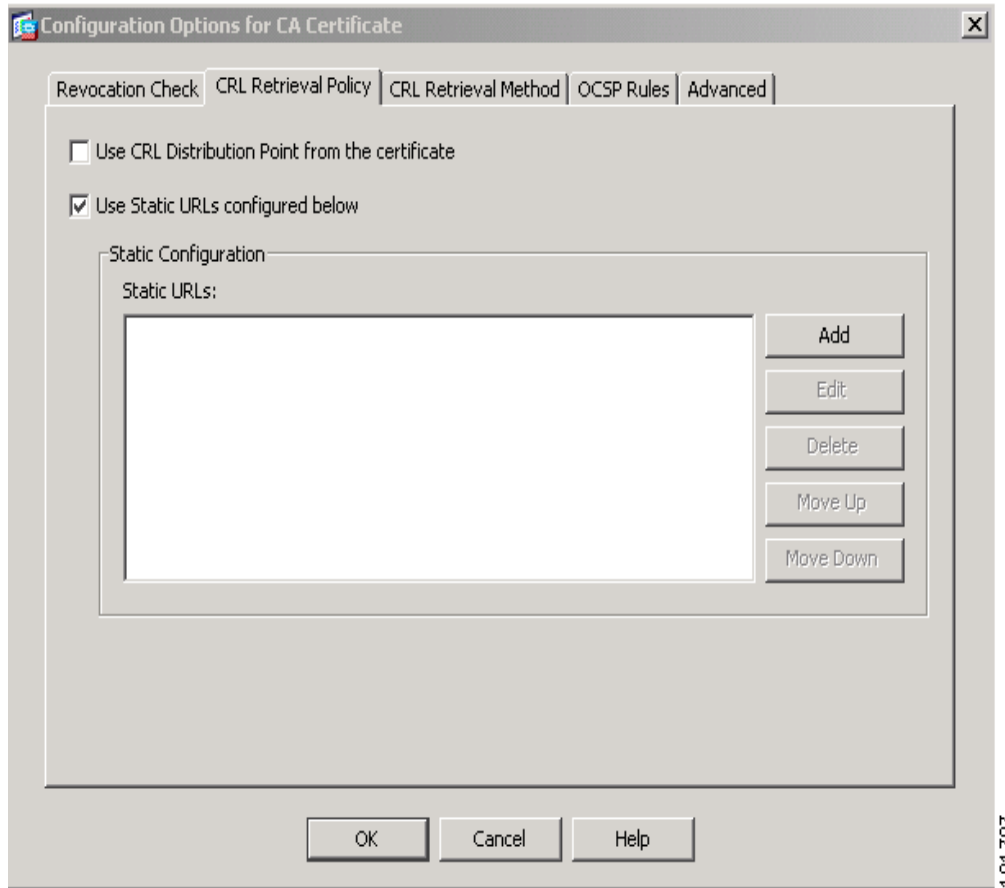 Configuration Options for CA Certificate
Revocation Check CRL Retrieval Policy CRL Retrieval Method OCSP Rules Advanced
Use CRL Distribution Point from the certificate
Use Static URLs configured below
Static Configuration
Static URLs:
Add
Edit
Delete
Move Up
Move Down
OK Cancel Help